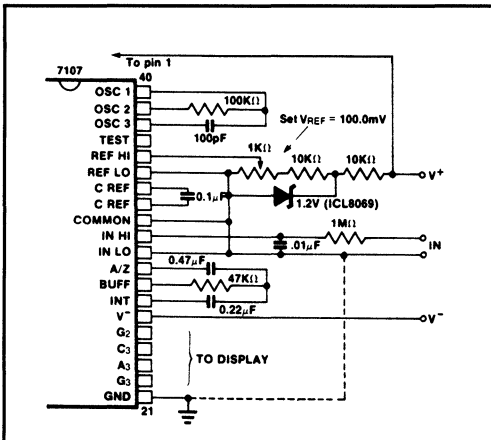 To pin 1
7107
40
OSC 1
OSC 2
OSC 3
TEST
REF HI
REF LO
C REF
C REF
COMMON
IN HI
IN LO
A/Z
BUFF
INT
V⁻
G2
C3
A3
G3
GND
21
100KΩ
100pF
Set VREF = 100.0mV
1KΩ
10KΩ
10KΩ
V⁺
0.1μF
1.2V (ICL8069)
1MΩ
.01μF
IN
0.47μF
47KΩ
0.22μF
V⁻
TO DISPLAY